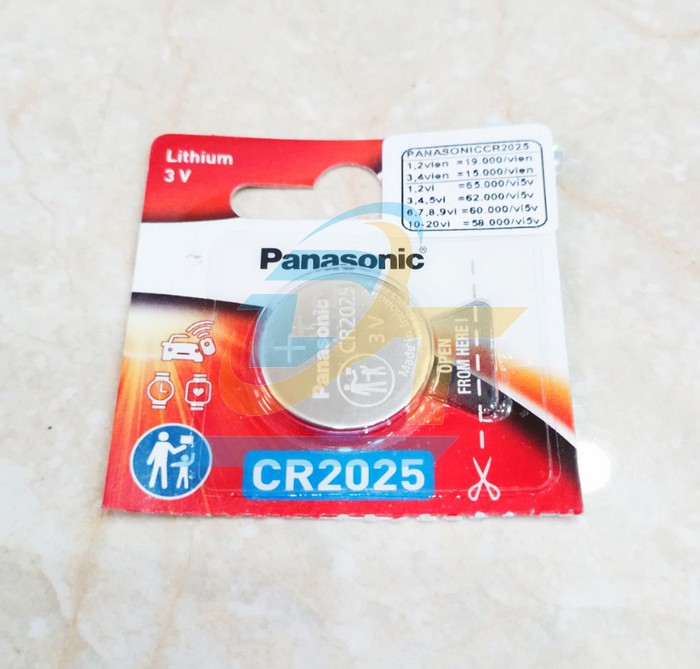 Lithium
3 V
PANASONICCR2025
1,2vien =19.000/vien
3,4vien =15.000/vien
1,2vi =65.000/vi5v
3,4,5vi =62.000/vi5v
6,7,8,9vi =60.000/vi5v
10-20vi =58.000/vi5v
Panasonic®
Panasonic
CR2025
3 V
OPEN
FROM HERE !
CR2025